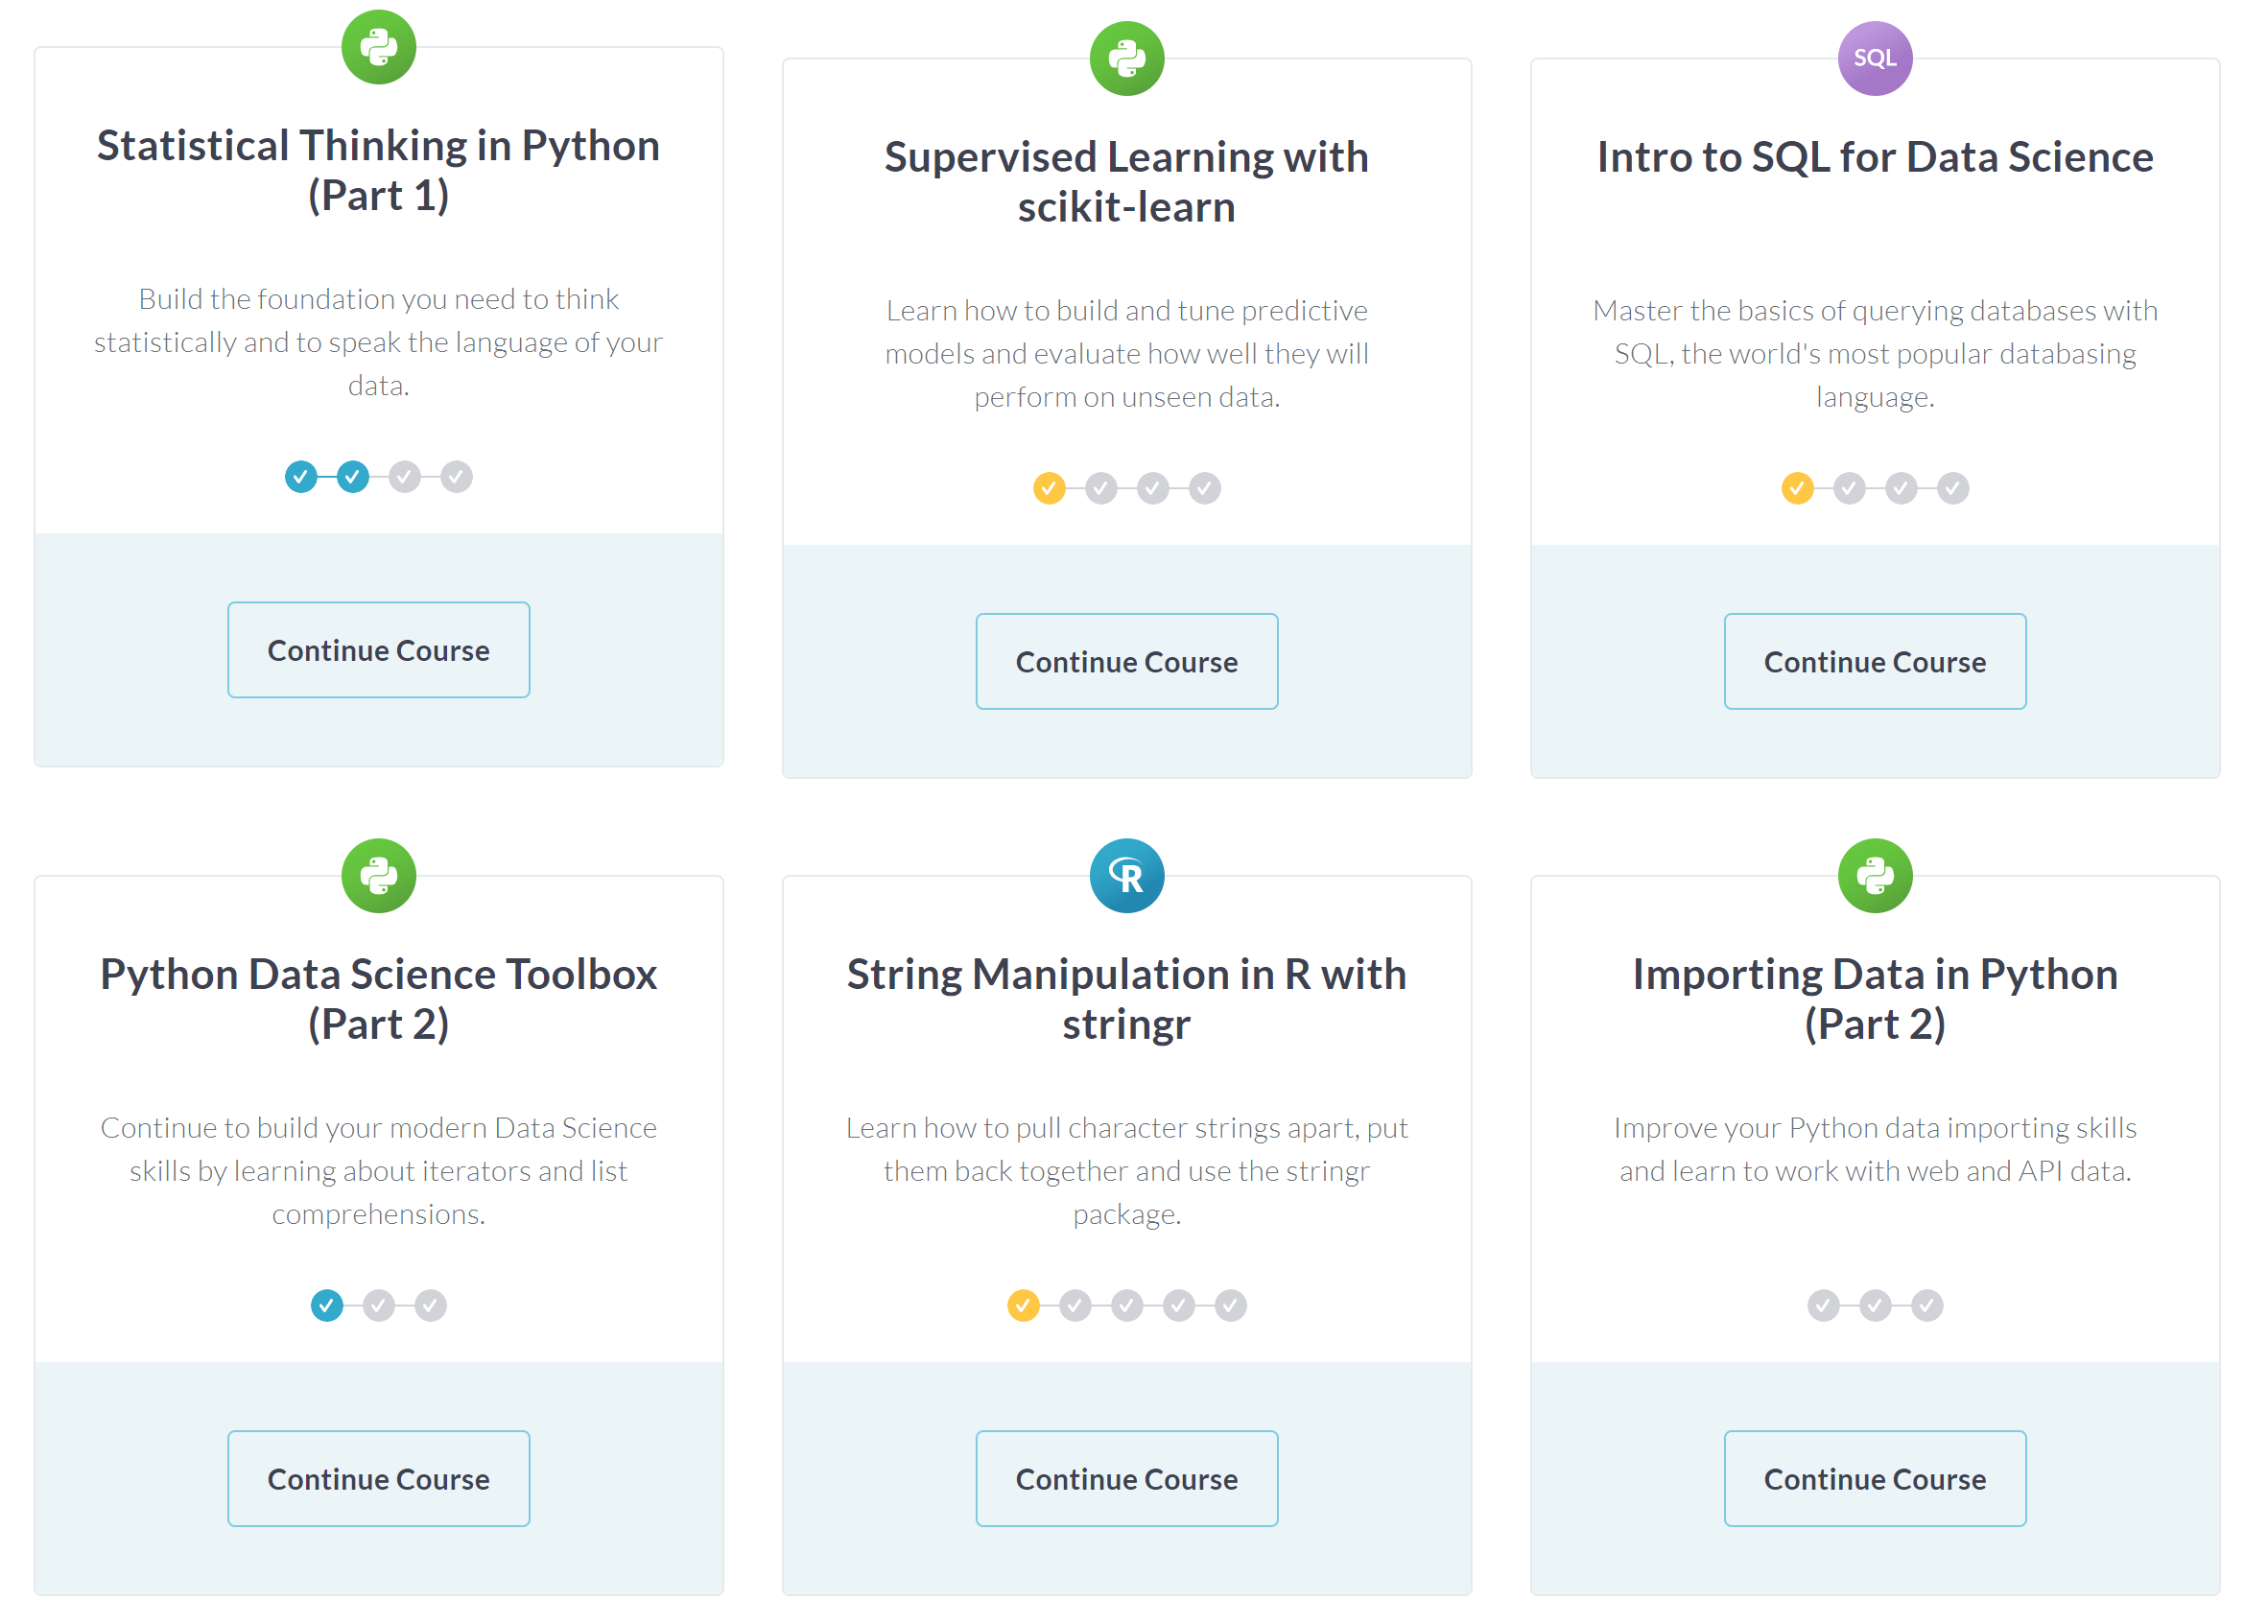 Statistical Thinking in Python
(Part 1)
Build the foundation you need to think
statistically and to speak the language of your
data.
Continue Course
Supervised Learning with
scikit-learn
Learn how to build and tune predictive
models and evaluate how well they will
perform on unseen data.
Continue Course
SQL
Intro to SQL for Data Science
Master the basics of querying databases with
SQL, the world's most popular databasing
language.
Continue Course
Python Data Science Toolbox
(Part 2)
Continue to build your modern Data Science
skills by learning about iterators and list
comprehensions.
Continue Course
R
String Manipulation in R with
stringr
Learn how to pull character strings apart, put
them back together and use the stringr
package.
Continue Course
Importing Data in Python
(Part 2)
Improve your Python data importing skills
and learn to work with web and API data.
Continue Course